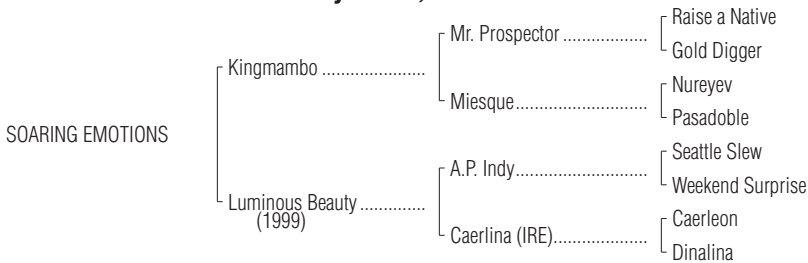 Raise a Native
Mr. Prospector ..................
Gold Digger
Kingmambo ......................
Nureyev
Miesque............................
Pasadoble
SOARING EMOTIONS
Seattle Slew
A.P. Indy............................
Weekend Surprise
Luminous Beauty ..............
(1999)
Caerleon
Caerlina (IRE)....................
Dinalina